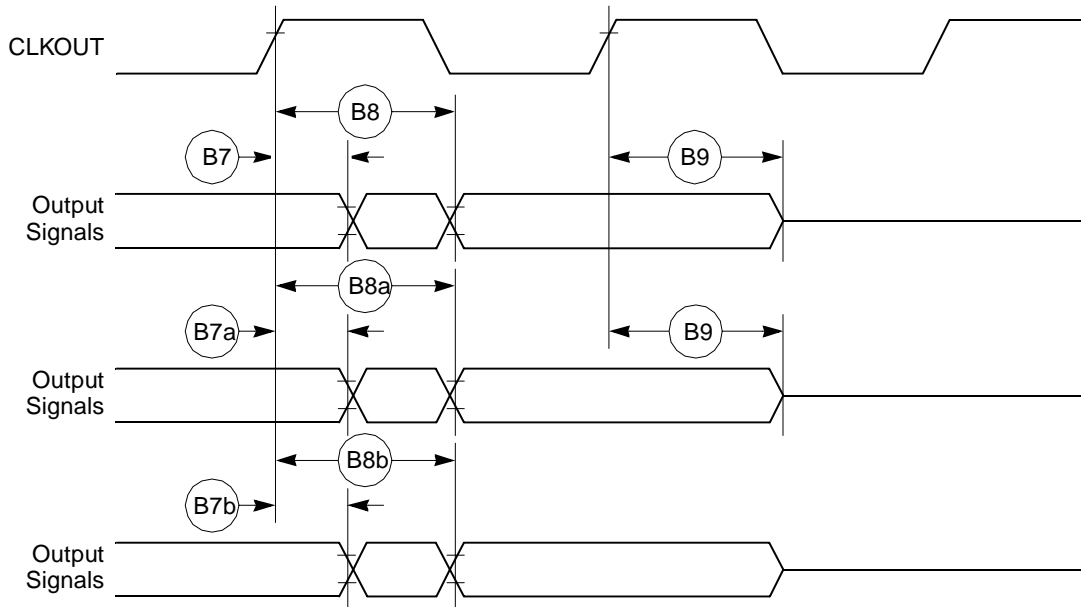 CLKOUT
B8
B7
B9
Output
Signals
B8a
B7a
B9
Output
Signals
B8b
B7b
Output
Signals